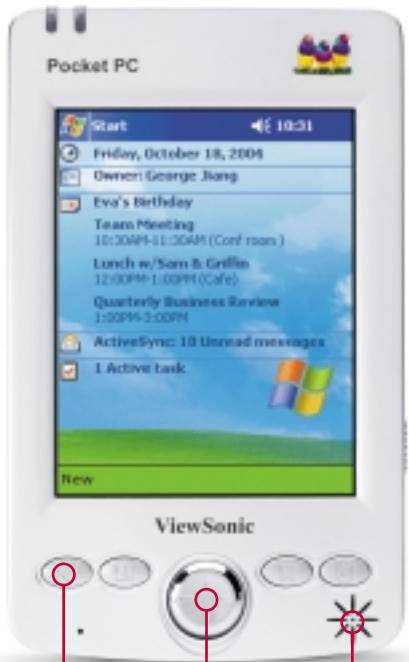 Pocket PC
Start 10:31
Friday, October 18, 2004
Owner: George Jiang
Eva's Birthday
Team Meeting
10:30AM-11:30AM (Conf room )
Lunch w/Sam & Griffin
12:00PM-1:00PM (Cafe)
Quarterly Business Review
1:00PM-3:00PM
ActiveSync: 10 Unread messages
1 Active task
New
ViewSonic